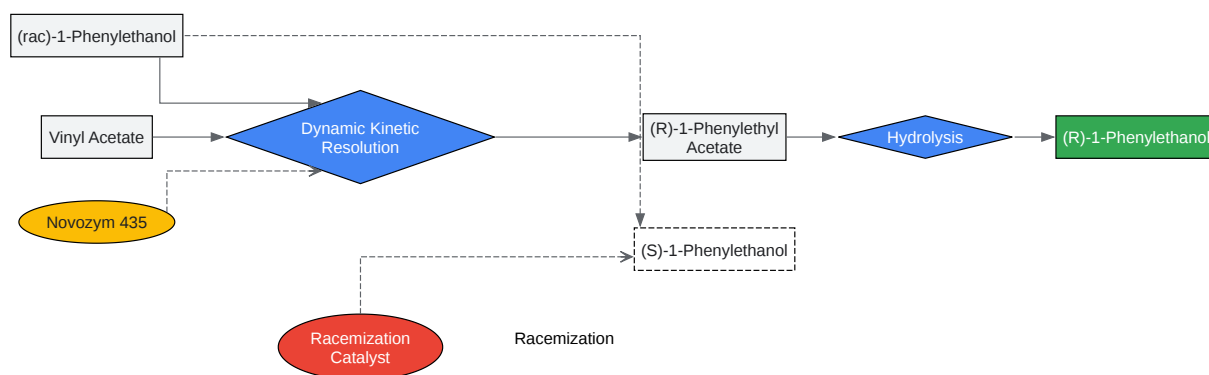 (rac)-1-Phenylethanol
Vinyl Acetate
Dynamic Kinetic
Resolution
(R)-1-Phenylethyl
Acetate
Hydrolysis
(R)-1-Phenylethanol
Novozym 435
(S)-1-Phenylethanol
Racemization
Catalyst
Racemization